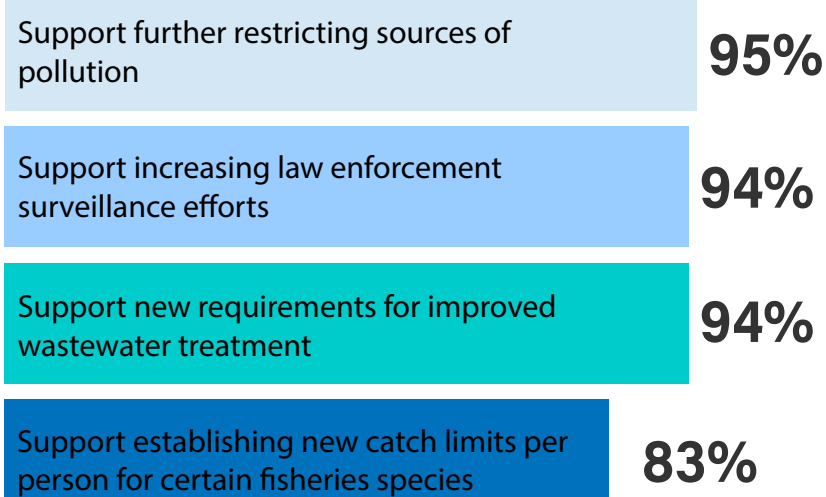 Support further restricting sources of
pollution
95%
Support increasing law enforcement
surveillance efforts
94%
Support new requirements for improved
wastewater treatment
94%
Support establishing new catch limits per
person for certain fisheries species
83%